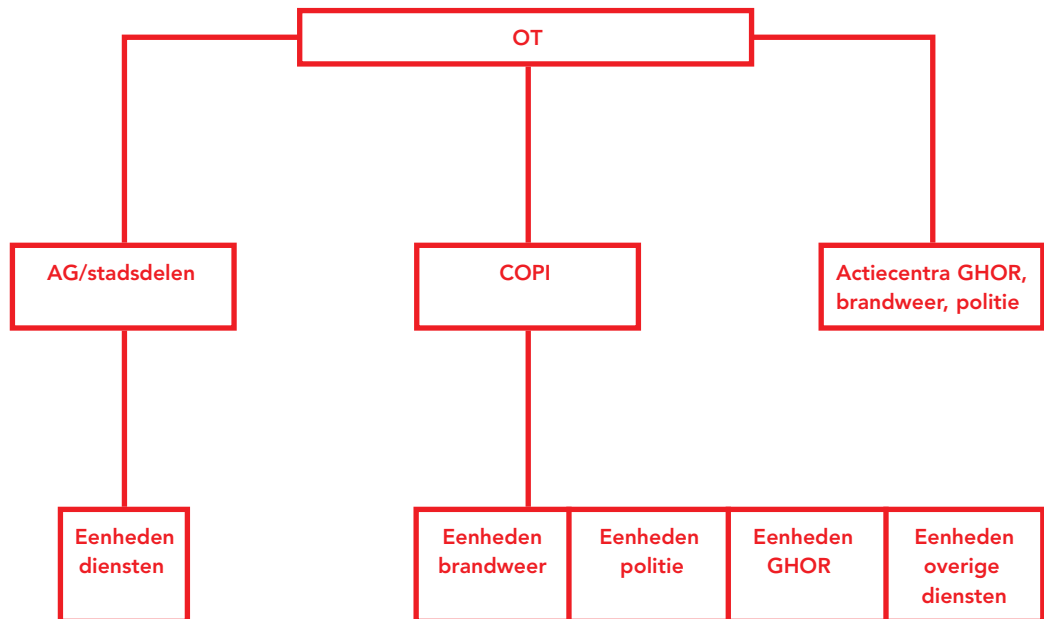 OT
AG/stadsdelen
COPI
Actiecentra GHOR,
brandweer, politie
Eenheden
diensten
Eenheden
brandweer
Eenheden
politie
Eenheden
GHOR
Eenheden
overige
diensten